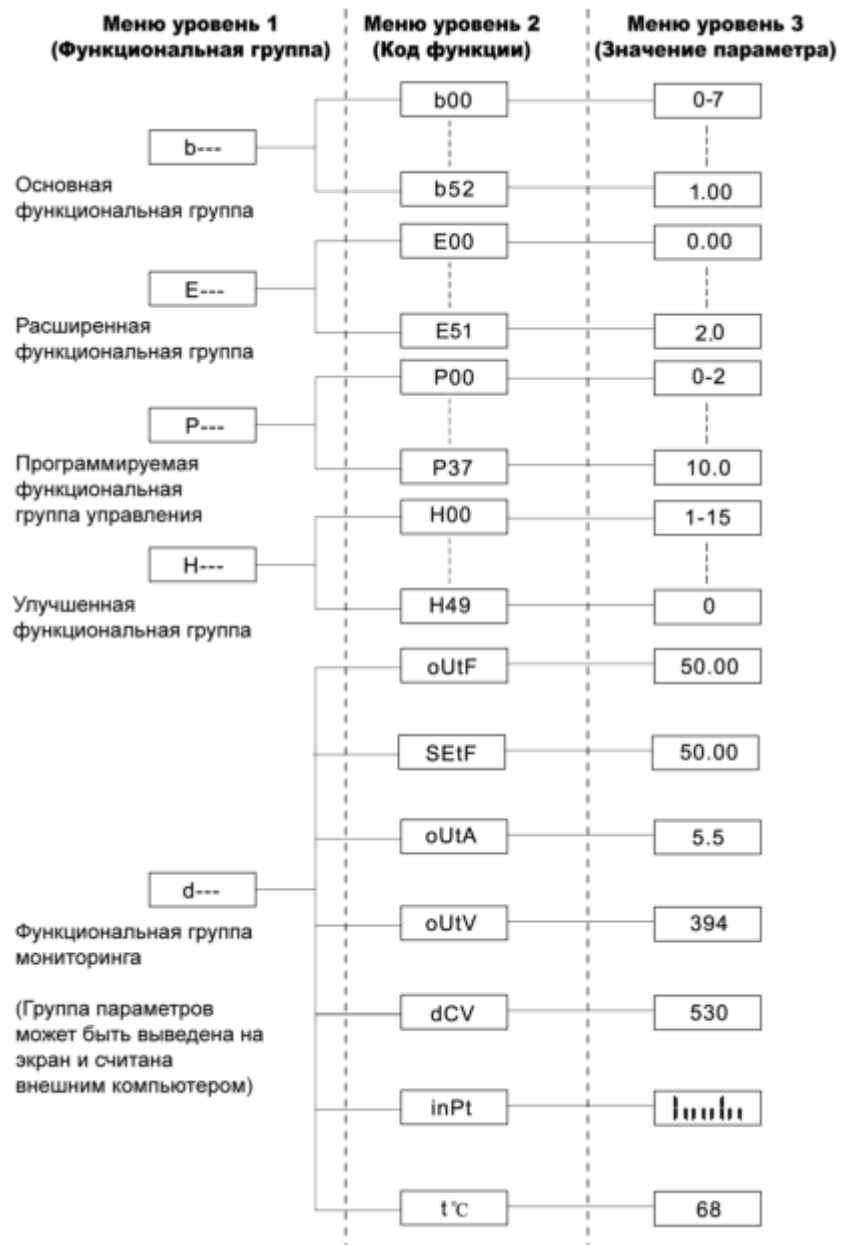 Меню уровень 1
(Функциональная группа)
Меню уровень 2
(Код функции)
Меню уровень 3
(Значение параметра)
b00
0-7
b---
Основная
функциональная группа
b52
1.00
E00
0.00
E---
Расширенная
функциональная группа
E51
2.0
P00
0-2
P---
Программируемая
функциональная
группа управления
P37
10.0
H00
1-15
H---
Улучшенная
функциональная группа
H49
0
oUtF
50.00
SEtF
50.00
oUtA
5.5
d---
Функциональная группа
мониторинга
(Группа параметров
может быть выведена на
экран и считана
внешним компьютером)
oUtV
394
dCV
530
inPt
t℃
68